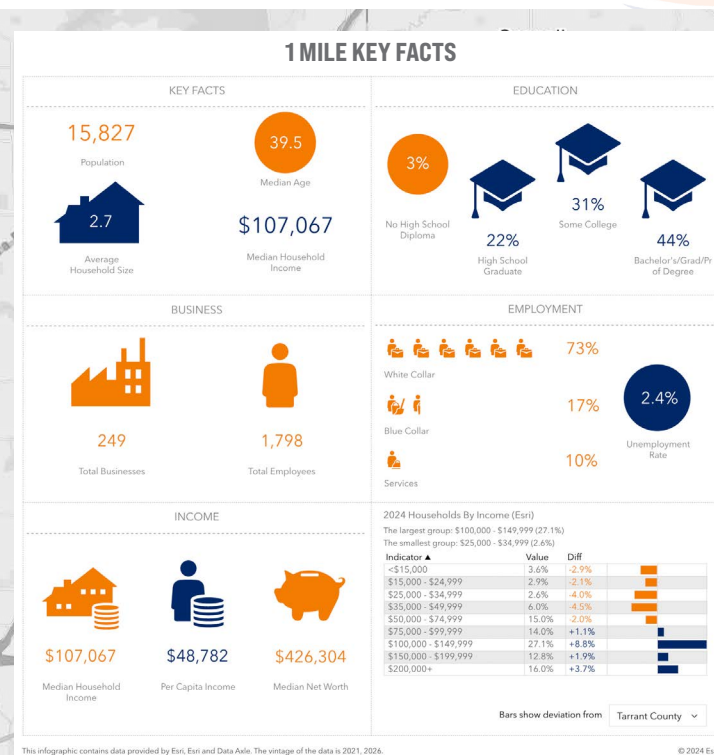 1 MILE KEY FACTS
KEY FACTS
15,827
Population
39.5
Median Age
2.7
Average
Household Size
$107,067
Median Household
Income
EDUCATION
3%
No High School
Diploma
22%
High School
Graduate
31%
Some College
44%
Bachelor's/Grad/Pr
of Degree
BUSINESS
249
Total Businesses
1,798
Total Employees
EMPLOYMENT
73%
White Collar
17%
Blue Collar
10%
Services
2.4%
Unemployment
Rate
INCOME
$107,067
Median Household
Income
$48,782
Per Capita Income
$426,304
Median Net Worth
2024 Households By Income (Esri)
The largest group: $100,000 - $149,999 (27.1%)
The smallest group: $25,000 - $34,999 (2.6%)
Indicator ▲ Value Diff
<$15,000 3.6% -2.9%
$15,000 - $24,999 2.9% -2.1%
$25,000 - $34,999 2.6% -4.0%
$35,000 - $49,999 6.0% -4.5%
$50,000 - $74,999 15.0% -2.0%
$75,000 - $99,999 14.0% +1.1%
$100,000 - $149,999 27.1% +8.8%
$150,000 - $199,999 12.8% +1.9%
$200,000+ 16.0% +3.7%
Bars show deviation from Tarrant County
This infographic contains data provided by Esri, Esri and Data Axle. The vintage of the data is 2021, 2026.
© 2024 Es